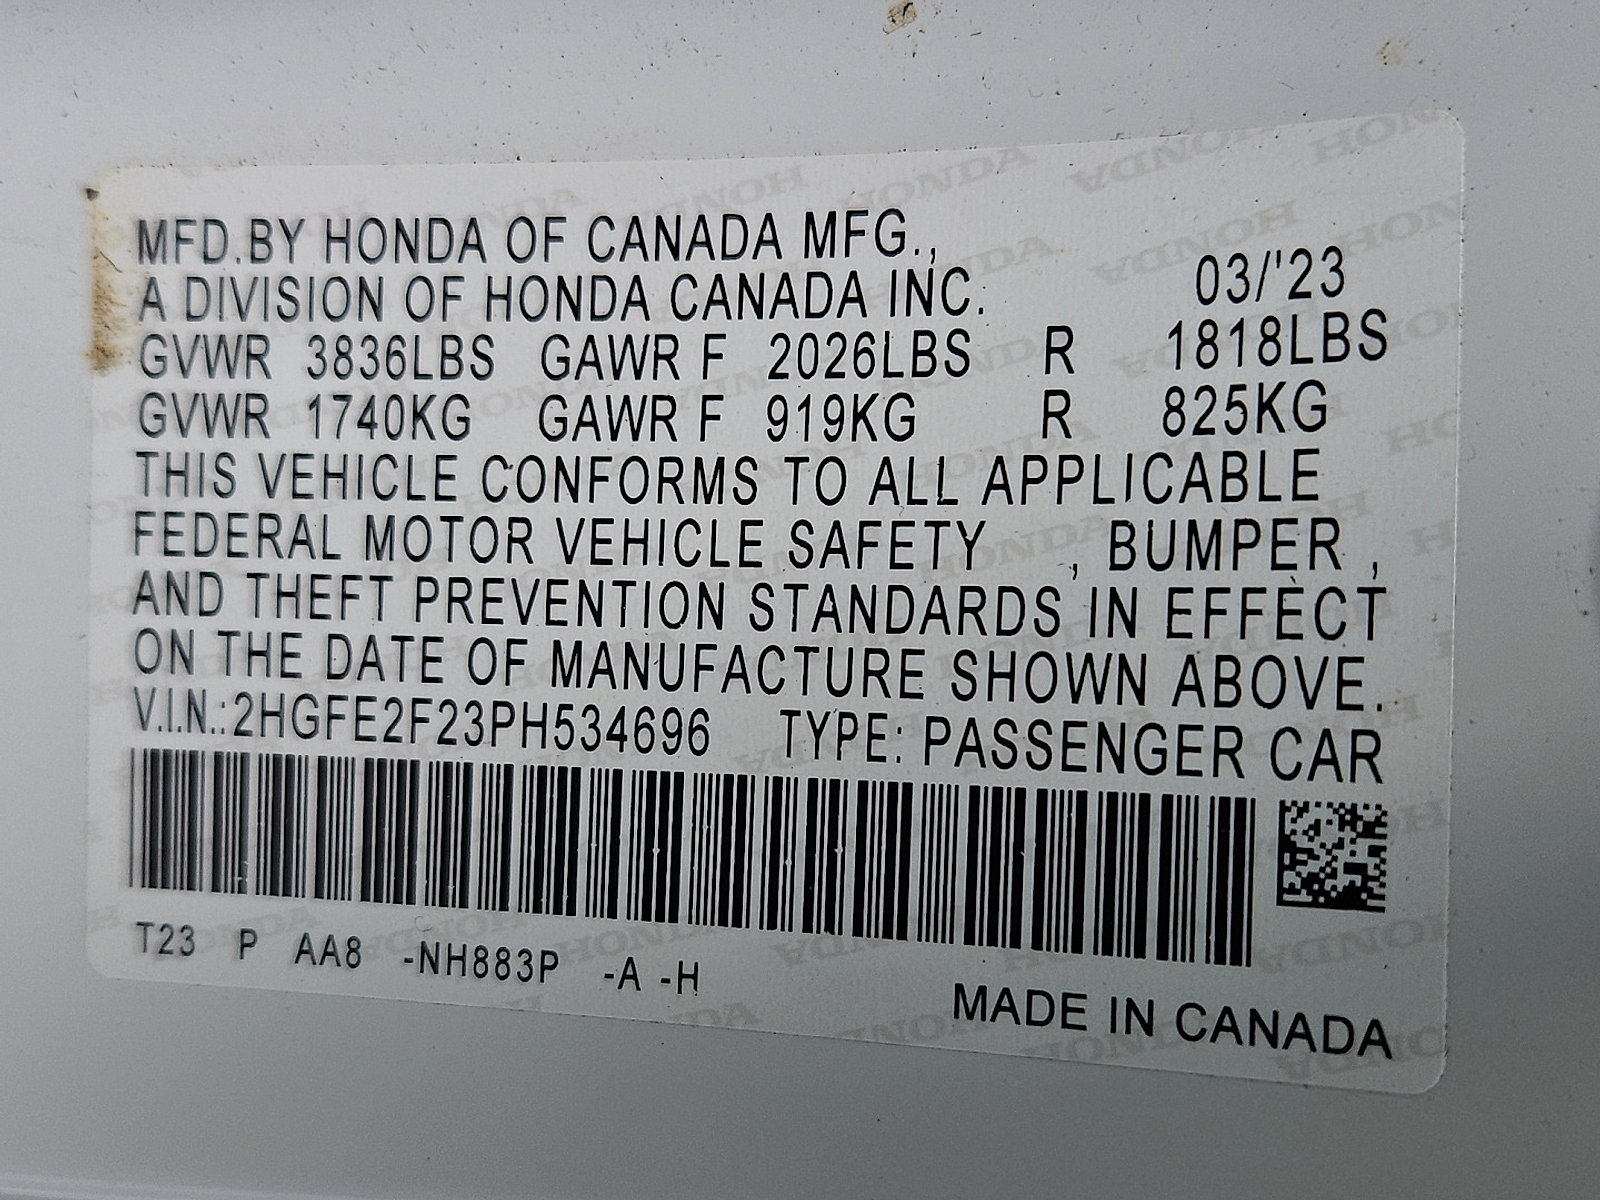 MFD.BY HONDA OF CANADA MFG.,
A DIVISION OF HONDA CANADA INC. 03/'23
GVWR 3836LBS GAWR F 2026LBS R 1818LBS
GVWR 1740KG GAWR F 919KG R 825KG
THIS VEHICLE CONFORMS TO ALL APPLICABLE
FEDERAL MOTOR VEHICLE SAFETY , BUMPER ,
AND THEFT PREVENTION STANDARDS IN EFFECT
ON THE DATE OF MANUFACTURE SHOWN ABOVE.
V.I.N.:2HGFE2F23PH534696 TYPE: PASSENGER CAR
T23 P AA8 -NH883P -A -H
MADE IN CANADA